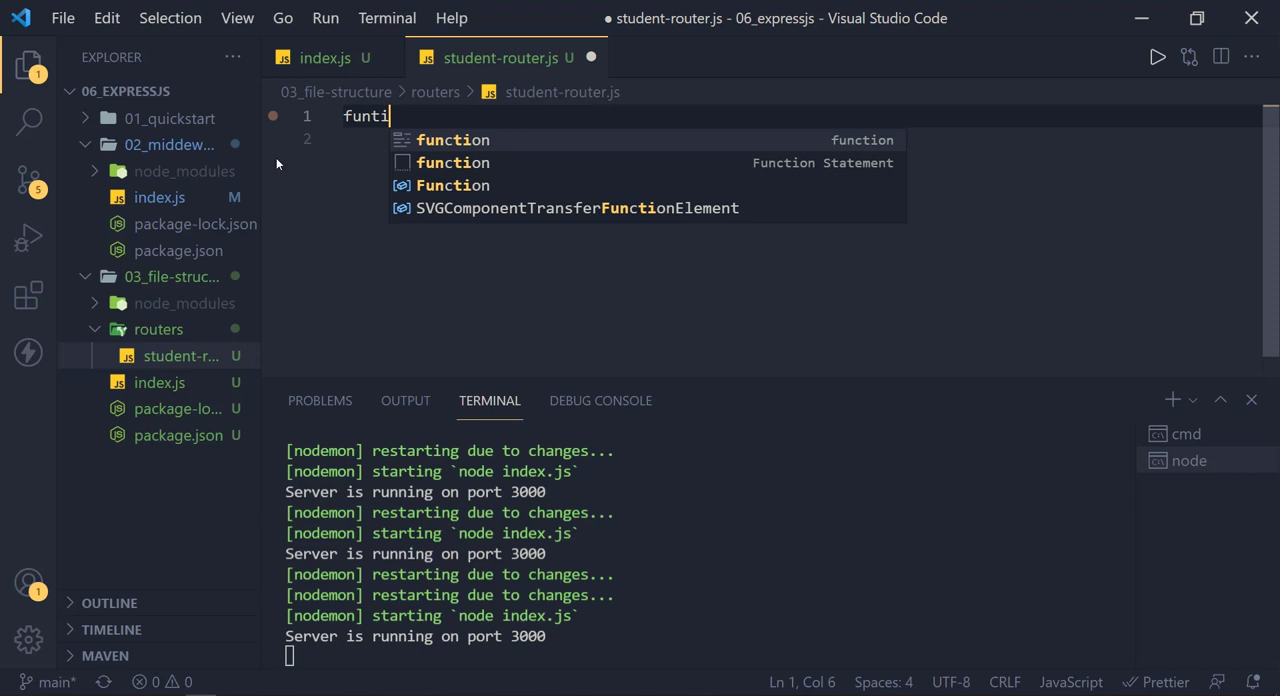 File Edit Selection View Go Run Terminal Help
● student-router.js - 06_expressjs - Visual Studio Code
EXPLORER
1
06_EXPRESSJS
01_quickstart
02_middew...
node_modules
index.js M
package-lock.json
package.json
03_file-struc...
node_modules
routers
student-r... U
index.js U
package-lo... U
package.json U
5
1
OUTLINE
TIMELINE
MAVEN
JS index.js U
JS student-router.js U
03_file-structure > routers > JS student-router.js
1 funti
2
function function
function Function Statement
Function
SVGComponentTransferFunctionElement
PROBLEMS OUTPUT TERMINAL DEBUG CONSOLE
cmd
node
[nodemon] restarting due to changes...
[nodemon] starting `node index.js`
Server is running on port 3000
[nodemon] restarting due to changes...
[nodemon] starting `node index.js`
Server is running on port 3000
[nodemon] restarting due to changes...
[nodemon] restarting due to changes...
[nodemon] starting `node index.js`
Server is running on port 3000
main* 0 0
Ln 1, Col 6 Spaces: 4 UTF-8 CRLF JavaScript Prettier